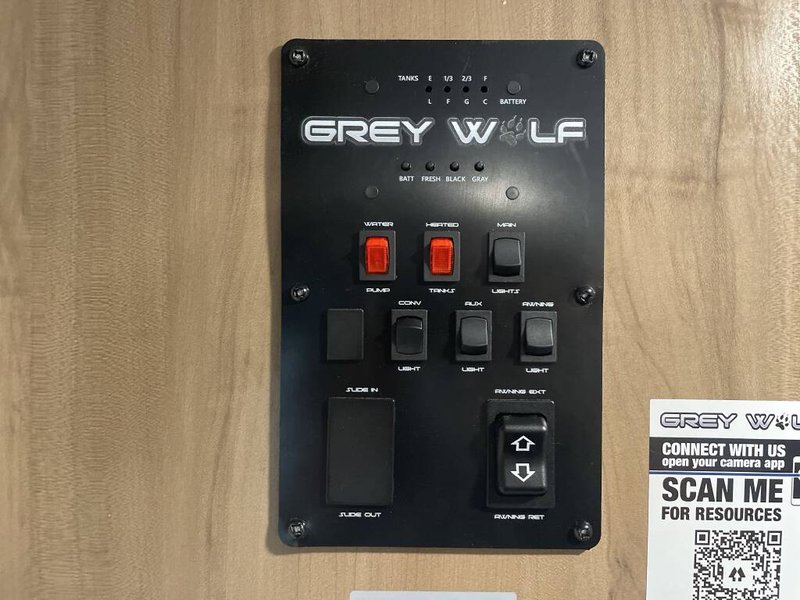 TANKS E 1/3 2/3 F
L F G C BATTERY
GREY WOLF
BATT FRESH BLACK GRAY
WATER HEATED MAIN
PUMP TANKS LIGHTS
CONV AUX AWNING
LIGHT LIGHT LIGHT
SLIDE IN AWNING EXT
SLIDE OUT AWNING RET
GREY WOLF
CONNECT WITH US
open your camera app
SCAN ME
FOR RESOURCES